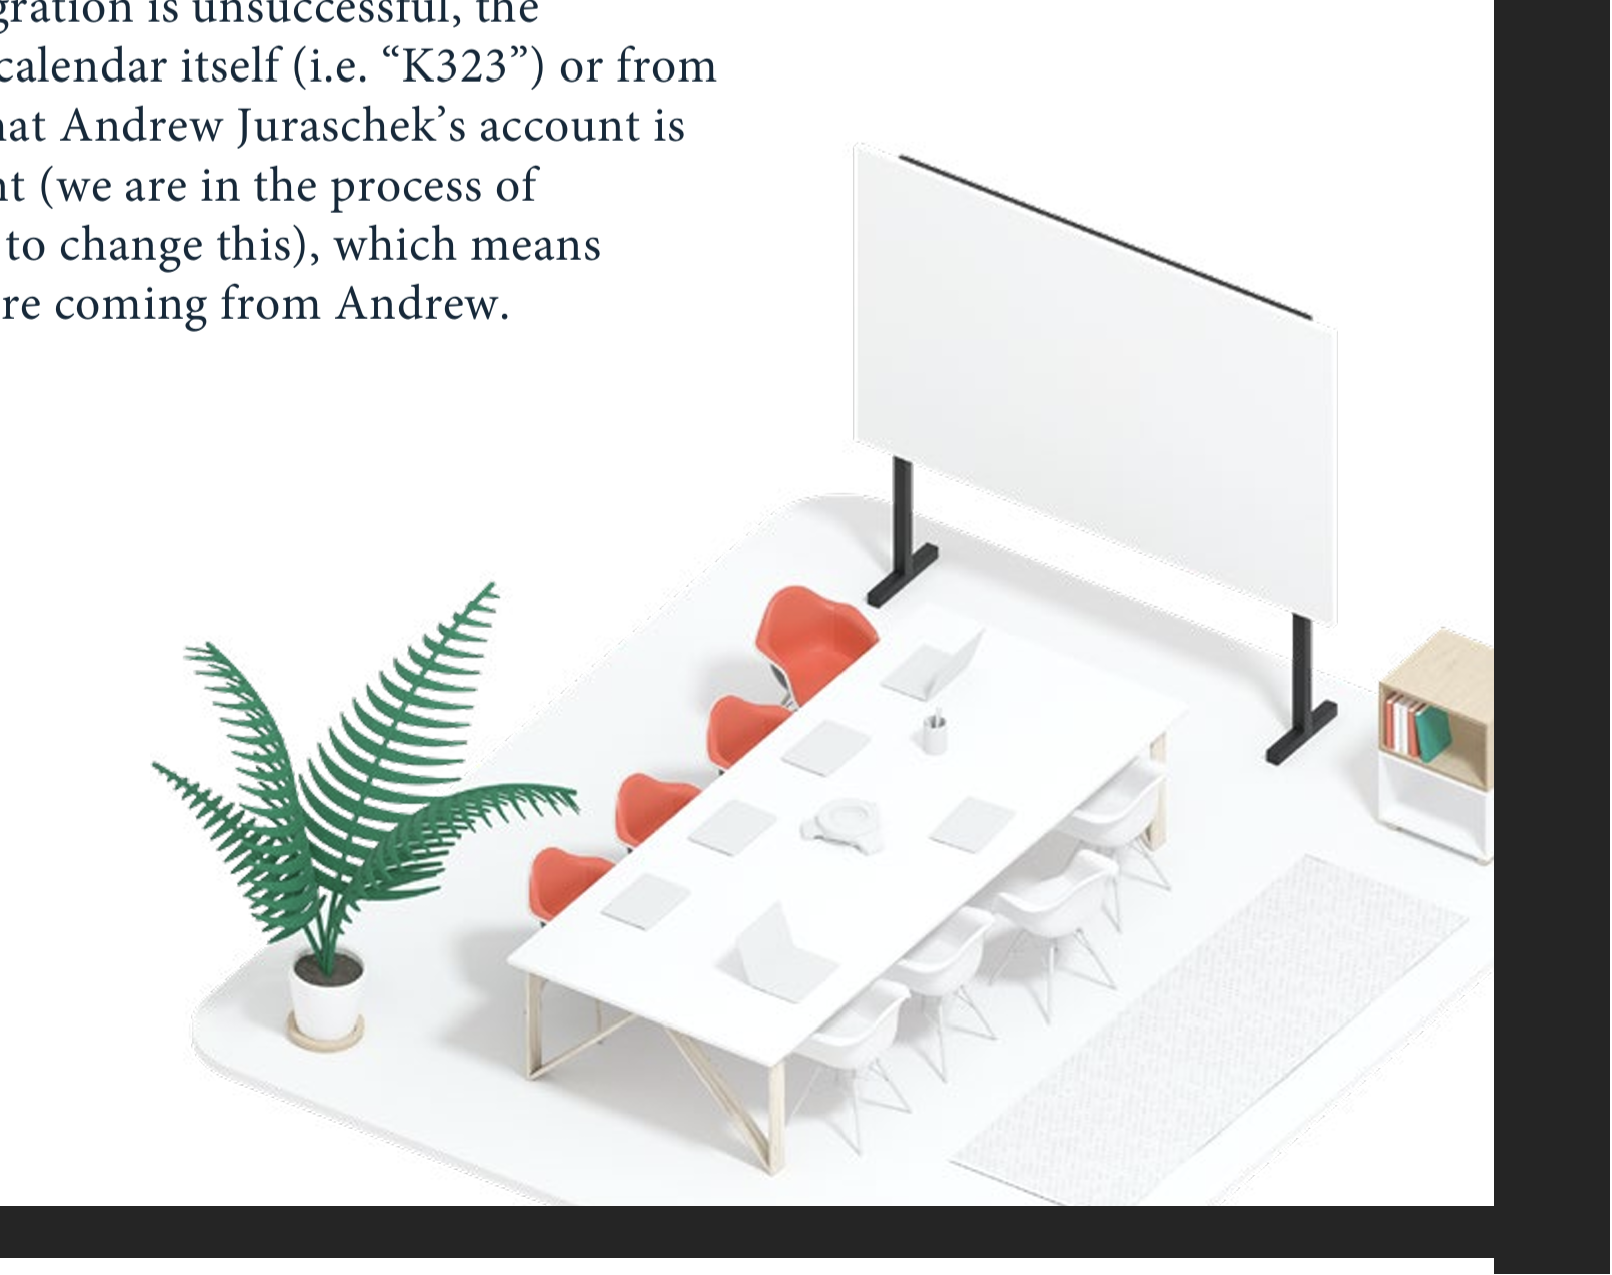 gration is unsuccessful, the
calendar itself (i.e. “K323”) or from
hat Andrew Juraschek’s account is
nt (we are in the process of
to change this), which means
re coming from Andrew.